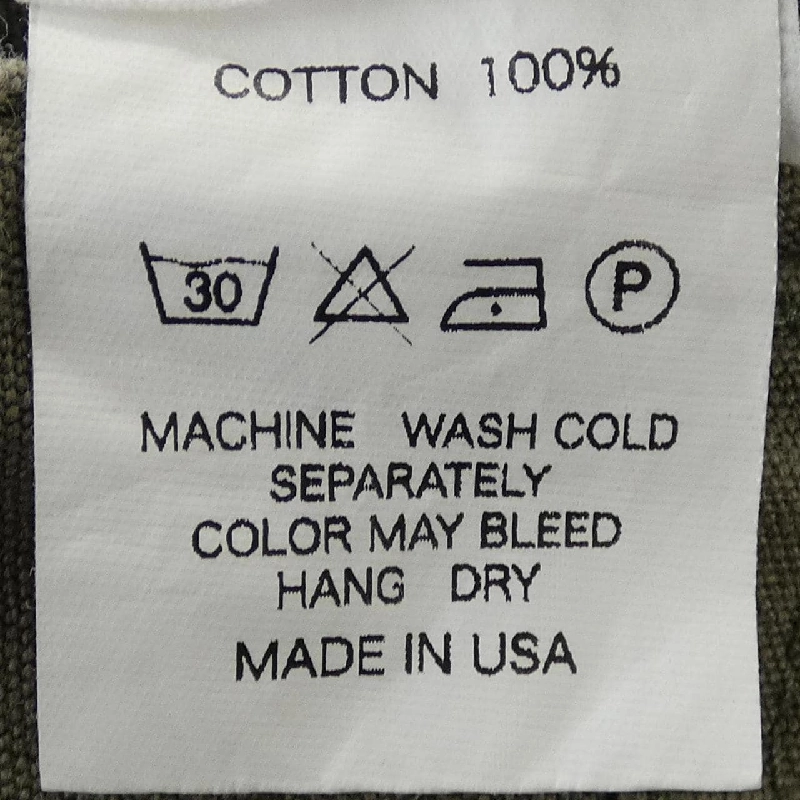 COTTON 100%
30 P
MACHINE WASH COLD
SEPARATELY
COLOR MAY BLEED
HANG DRY
MADE IN USA